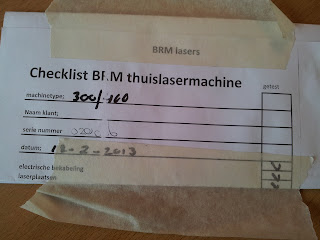 BRM lasers
Checklist BRM thuislasermachine
getest
machinetype: 300/160
Naam klant:
serie nummer
datum: 12-2-2013
electrische bekabeling
laserplaatsen